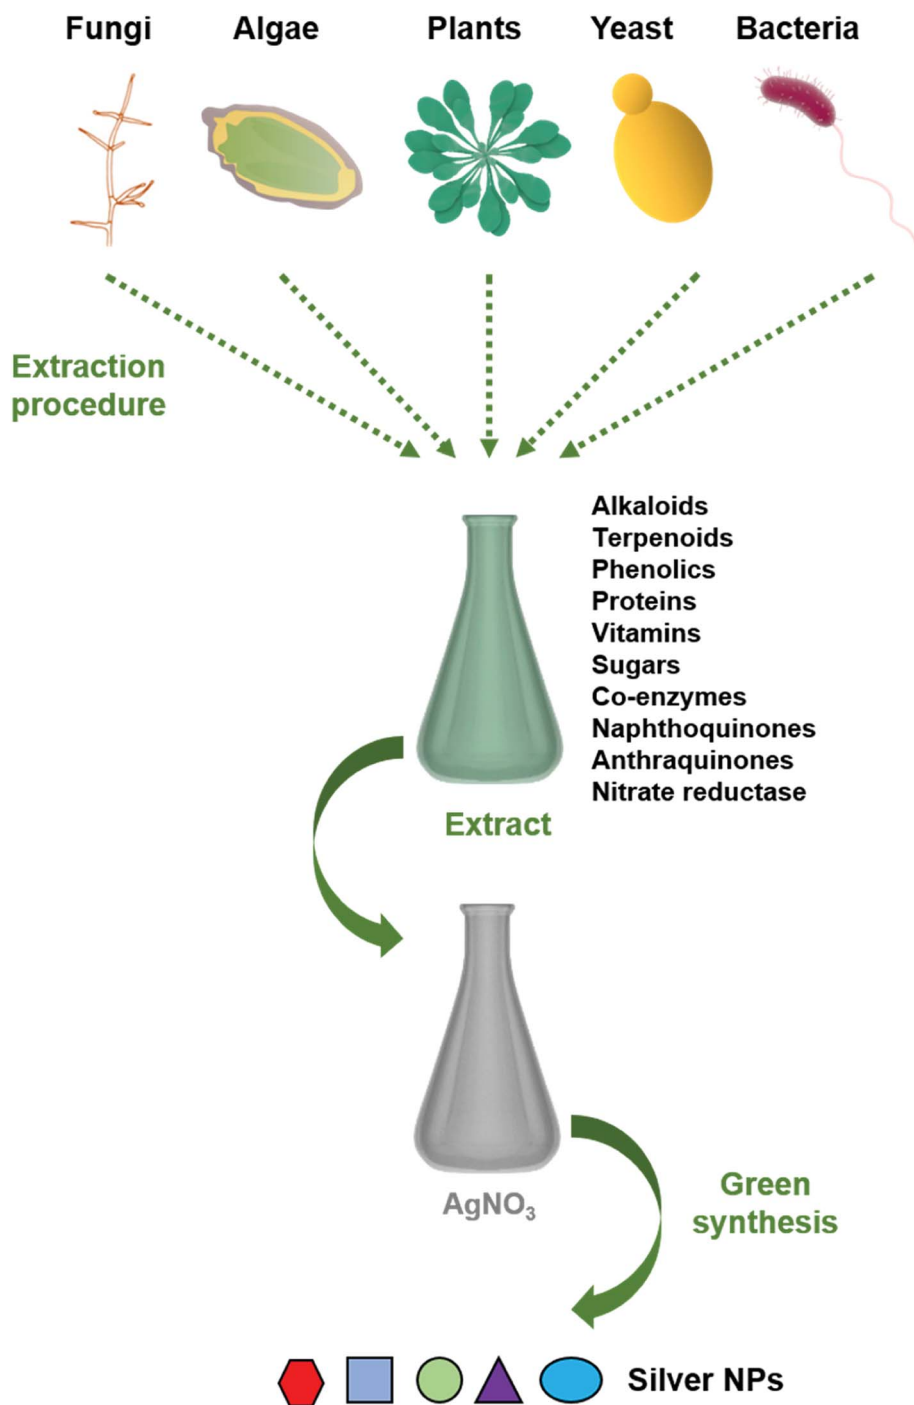 Fungi Algae Plants Yeast Bacteria
Extraction
procedure
Alkaloids
Terpenoids
Phenolics
Proteins
Vitamins
Sugars
Co-enzymes
Naphthoquinones
Anthraquinones
Nitrate reductase
Extract
AgNO₃
Green
synthesis
Silver NPs